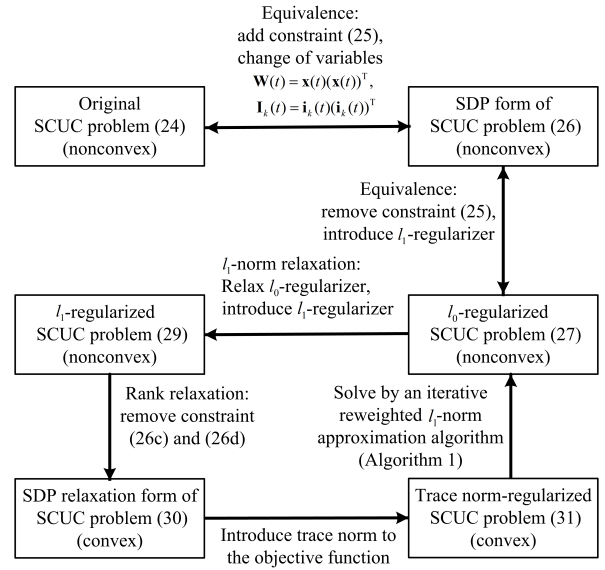 Equivalence:
add constraint (25),
change of variables
W(t) = x(t)(x(t))ᵀ,
I_k(t) = i_k(t)(i_k(t))ᵀ
Original
SCUC problem (24)
(nonconvex)
SDP form of
SCUC problem (26)
(nonconvex)
Equivalence:
remove constraint (25),
introduce l₁-regularizer
l₁-norm relaxation:
Relax l₀-regularizer,
introduce l₁-regularizer
l₁-regularized
SCUC problem (29)
(nonconvex)
l₀-regularized
SCUC problem (27)
(nonconvex)
Rank relaxation:
remove constraint
(26c) and (26d)
Solve by an iterative
reweighted l₁-norm
approximation algorithm
(Algorithm 1)
SDP relaxation form of
SCUC problem (30)
(convex)
Introduce trace norm to
the objective function
Trace norm-regularized
SCUC problem (31)
(convex)